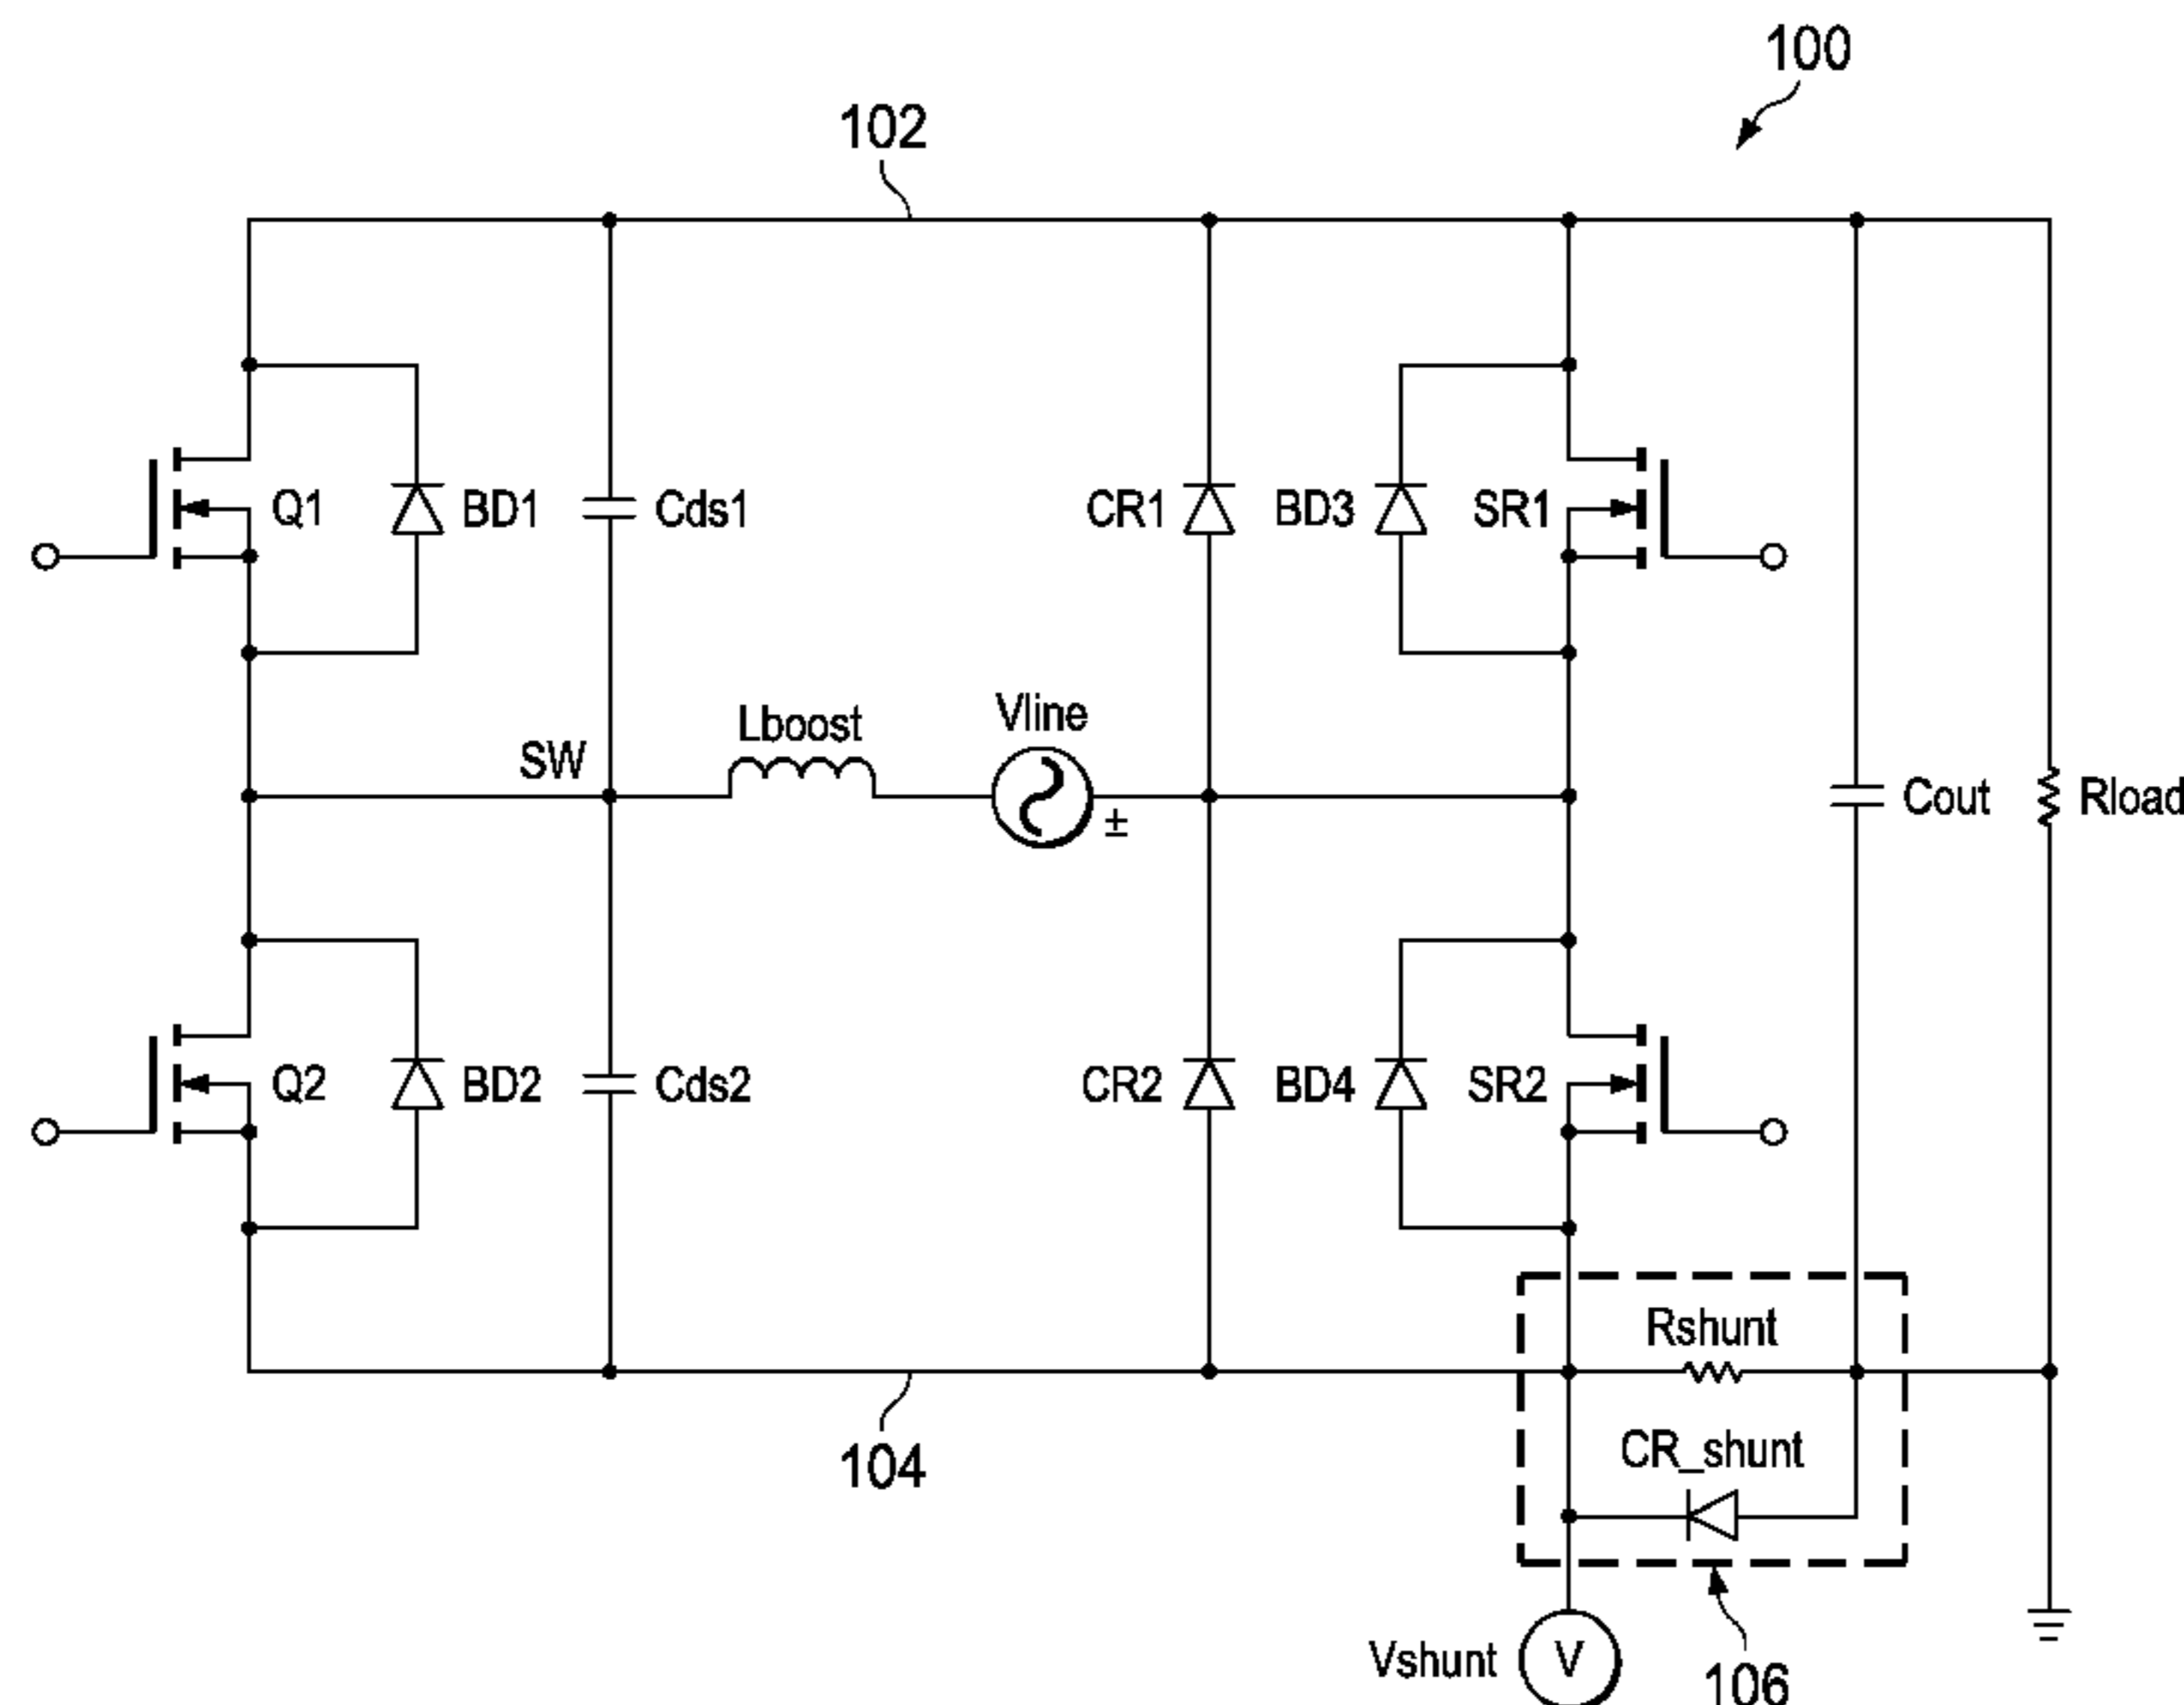 100
102
Q1
BD1
Cds1
CR1
BD3
SR1
SW
Lboost
Vline
±
Cout
Rload
Q2
BD2
Cds2
CR2
BD4
SR2
Rshunt
CR_shunt
104
Vshunt
V
106